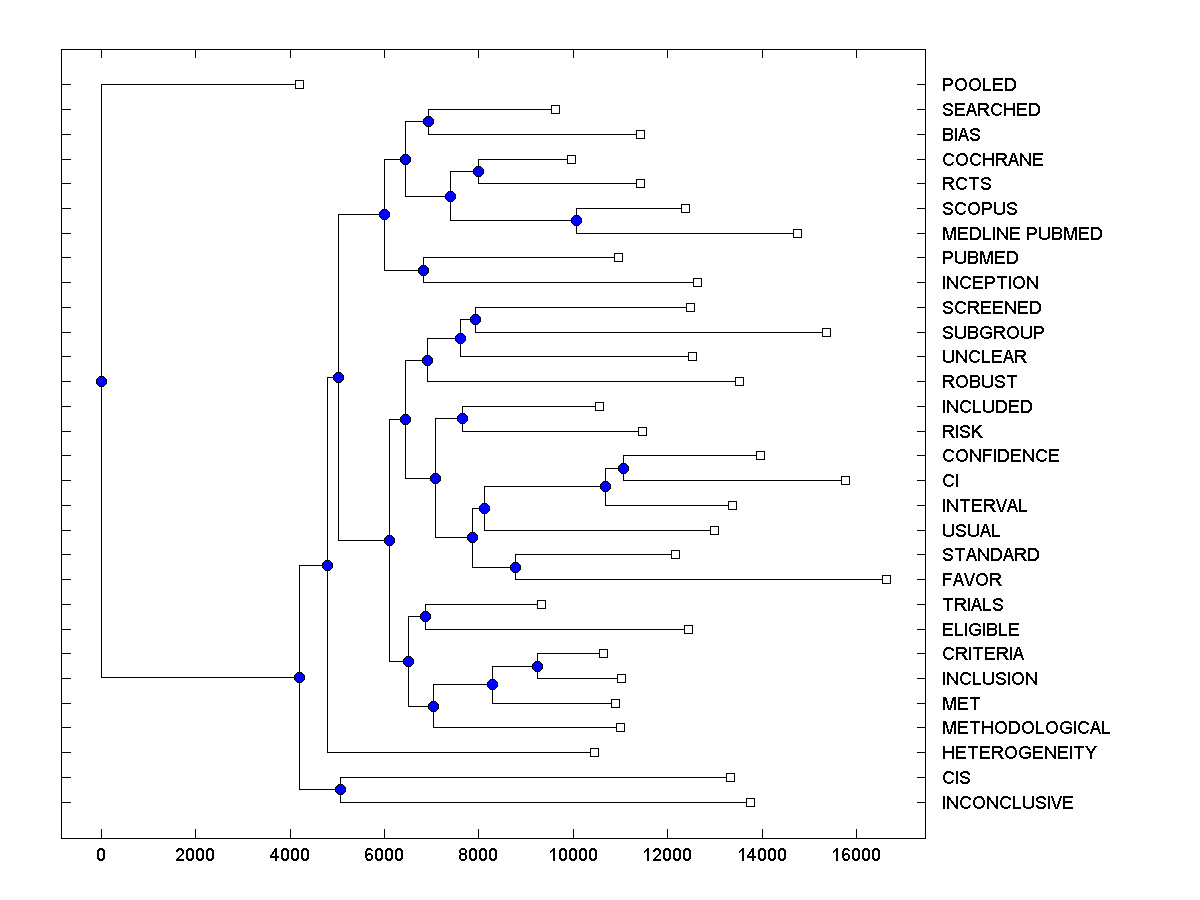 POOLED
SEARCHED
BIAS
COCHRANE
RCTS
SCOPUS
MEDLINE PUBMED
PUBMED
INCEPTION
SCREENED
SUBGROUP
UNCLEAR
ROBUST
INCLUDED
RISK
CONFIDENCE
CI
INTERVAL
USUAL
STANDARD
FAVOR
TRIALS
ELIGIBLE
CRITERIA
INCLUSION
MET
METHODOLOGICAL
HETEROGENEITY
CIS
INCONCLUSIVE
0 2000 4000 6000 8000 10000 12000 14000 16000